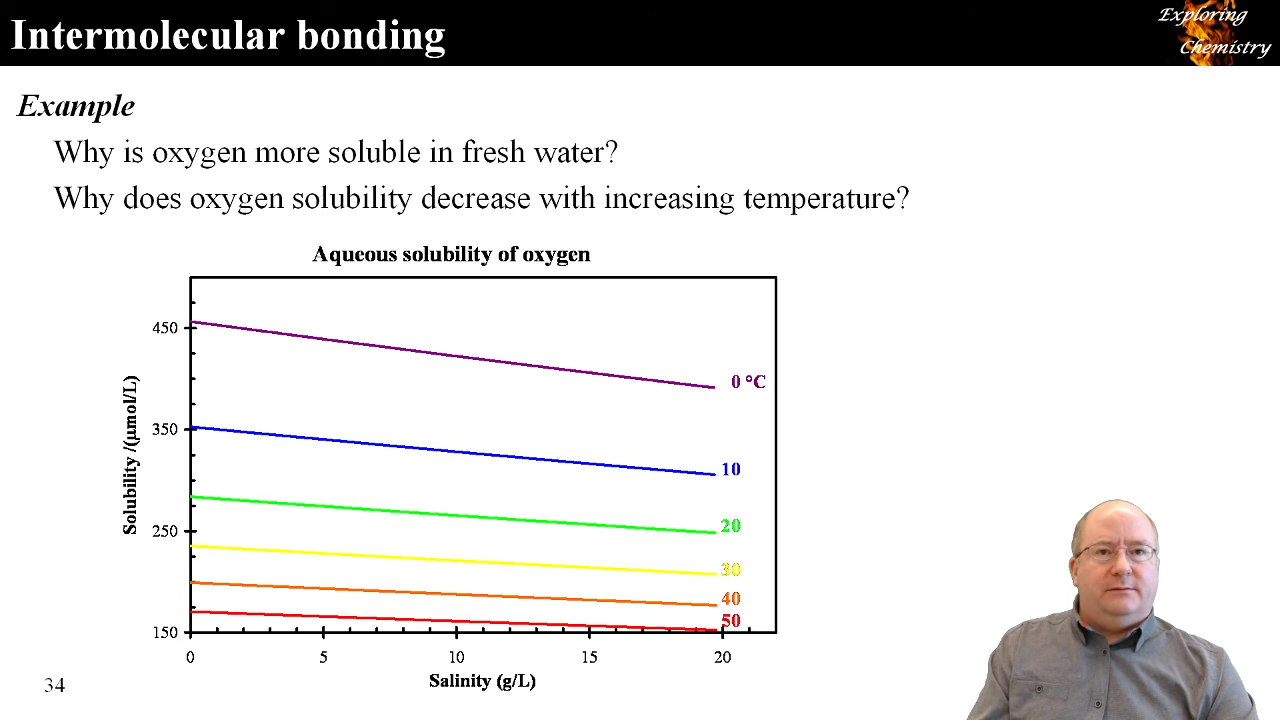 Intermolecular bonding
Exploring
Chemistry
Example
Why is oxygen more soluble in fresh water?
Why does oxygen solubility decrease with increasing temperature?
Aqueous solubility of oxygen
Solubility /(μmol/L)
450
350
250
150
0 °C
10
20
30
40
50
0
5
10
15
20
Salinity (g/L)
34